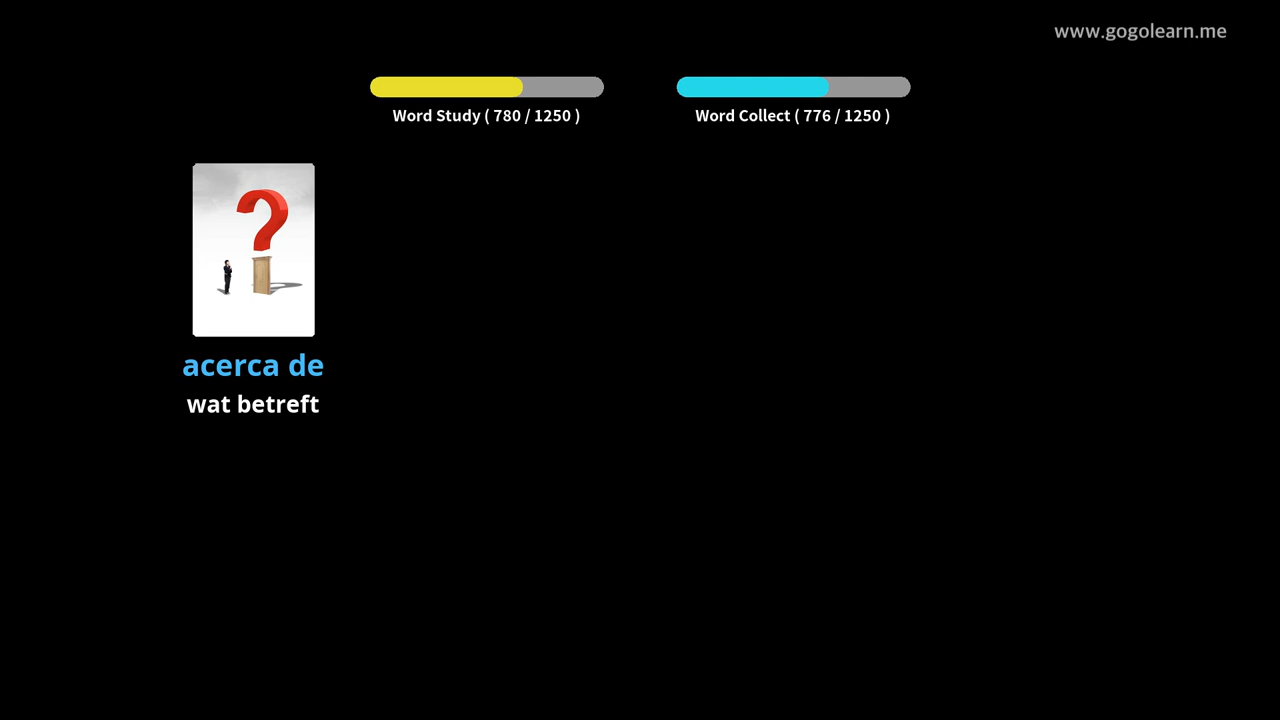 www.gogolearn.me
Word Study ( 780 / 1250 )
Word Collect ( 776 / 1250 )
acerca de
wat betreft